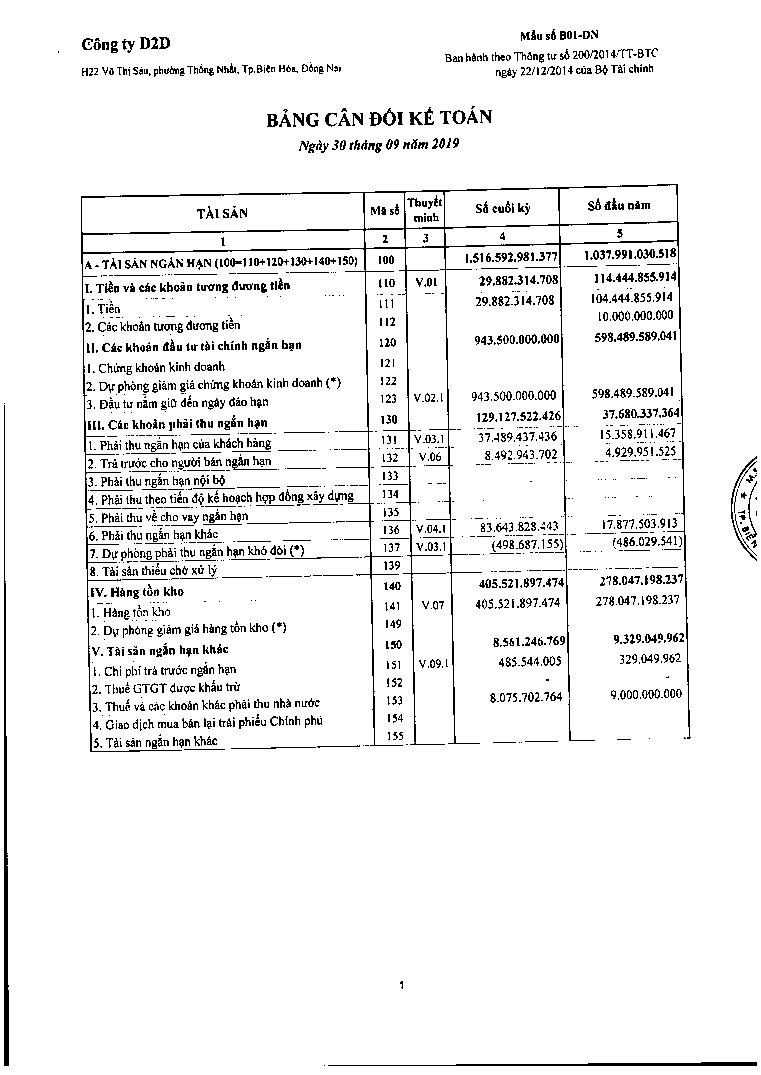 Công ty D2D
H22 Võ Thị Sáu, phường Thống Nhất, Tp.Biên Hòa, Đồng Nai
Mẫu số B01-DN
Ban hành theo Thông tư số 200/2014/TT-BTC
ngày 22/12/2014 của Bộ Tài chính
BẢNG CÂN ĐỐI KẾ TOÁN
Ngày 30 tháng 09 năm 2019
TÀI SẢN Mã số Thuyết minh Số cuối kỳ Số đầu năm
1 2 3 4 5
A - TÀI SẢN NGẮN HẠN (100=110+120+130+140+150) 100 1.516.592.981.377 1.037.991.030.518
I. Tiền và các khoản tương đương tiền 110 V.01 29.882.314.708 114.444.855.914
1. Tiền 111 29.882.314.708 104.444.855.914
2. Các khoản tương đương tiền 112 10.000.000.000
II. Các khoản đầu tư tài chính ngắn hạn 120 943.500.000.000 598.489.589.041
1. Chứng khoán kinh doanh 121
2. Dự phòng giảm giá chứng khoán kinh doanh (*) 122
3. Đầu tư nắm giữ đến ngày đáo hạn 123 V.02.1 943.500.000.000 598.489.589.041
III. Các khoản phải thu ngắn hạn 130 129.127.522.426 37.680.337.364
1. Phải thu ngắn hạn của khách hàng 131 V.03.1 37.489.437.436 15.358.911.467
2. Trả trước cho người bán ngắn hạn 132 V.06 8.492.943.702 4.929.951.525
3. Phải thu ngắn hạn nội bộ 133 - -
4. Phải thu theo tiến độ kế hoạch hợp đồng xây dựng 134 - -
5. Phải thu về cho vay ngắn hạn 135
6. Phải thu ngắn hạn khác 136 V.04.1 83.643.828.443 17.877.503.913
7. Dự phòng phải thu ngắn hạn khó đòi (*) 137 V.03.1 (498.687.155) (486.029.541)
8. Tài sản thiếu chờ xử lý 139
IV. Hàng tồn kho 140 405.521.897.474 278.047.198.237
1. Hàng tồn kho 141 V.07 405.521.897.474 278.047.198.237
2. Dự phòng giảm giá hàng tồn kho (*) 149
V. Tài sản ngắn hạn khác 150 8.561.246.769 9.329.049.962
1. Chi phí trả trước ngắn hạn 151 V.09.1 485.544.005 329.049.962
2. Thuế GTGT được khấu trừ 152 - -
3. Thuế và các khoản khác phải thu nhà nước 153 8.075.702.764 9.000.000.000
4. Giao dịch mua bán lại trái phiếu Chính phủ 154
5. Tài sản ngắn hạn khác 155
1